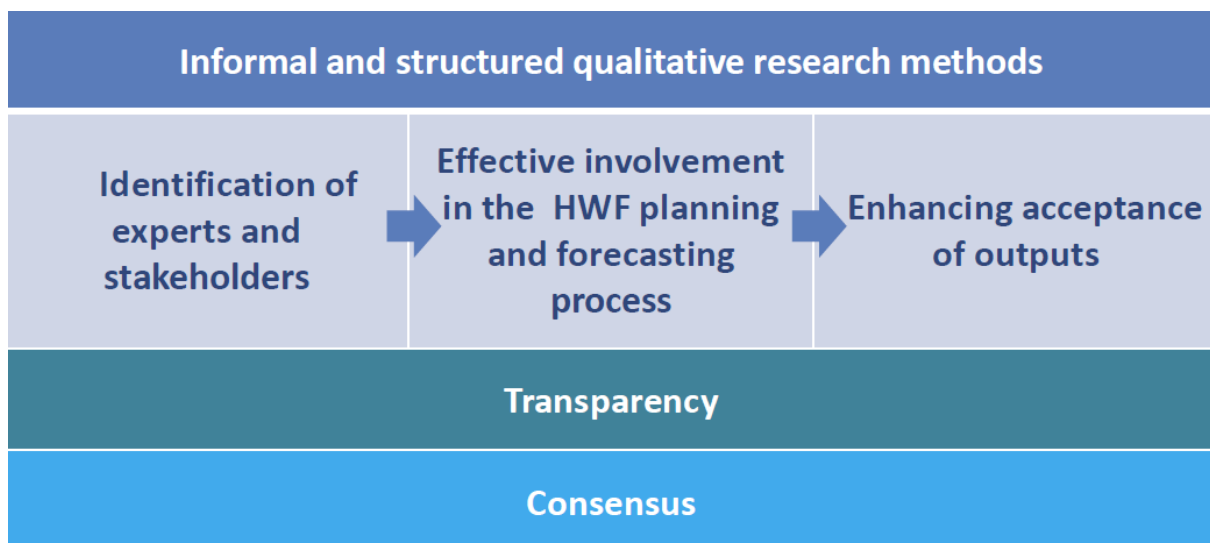 Informal and structured qualitative research methods
Identification of
experts and
stakeholders
Effective involvement
in the HWF planning
and forecasting
process
Enhancing acceptance
of outputs
Transparency
Consensus